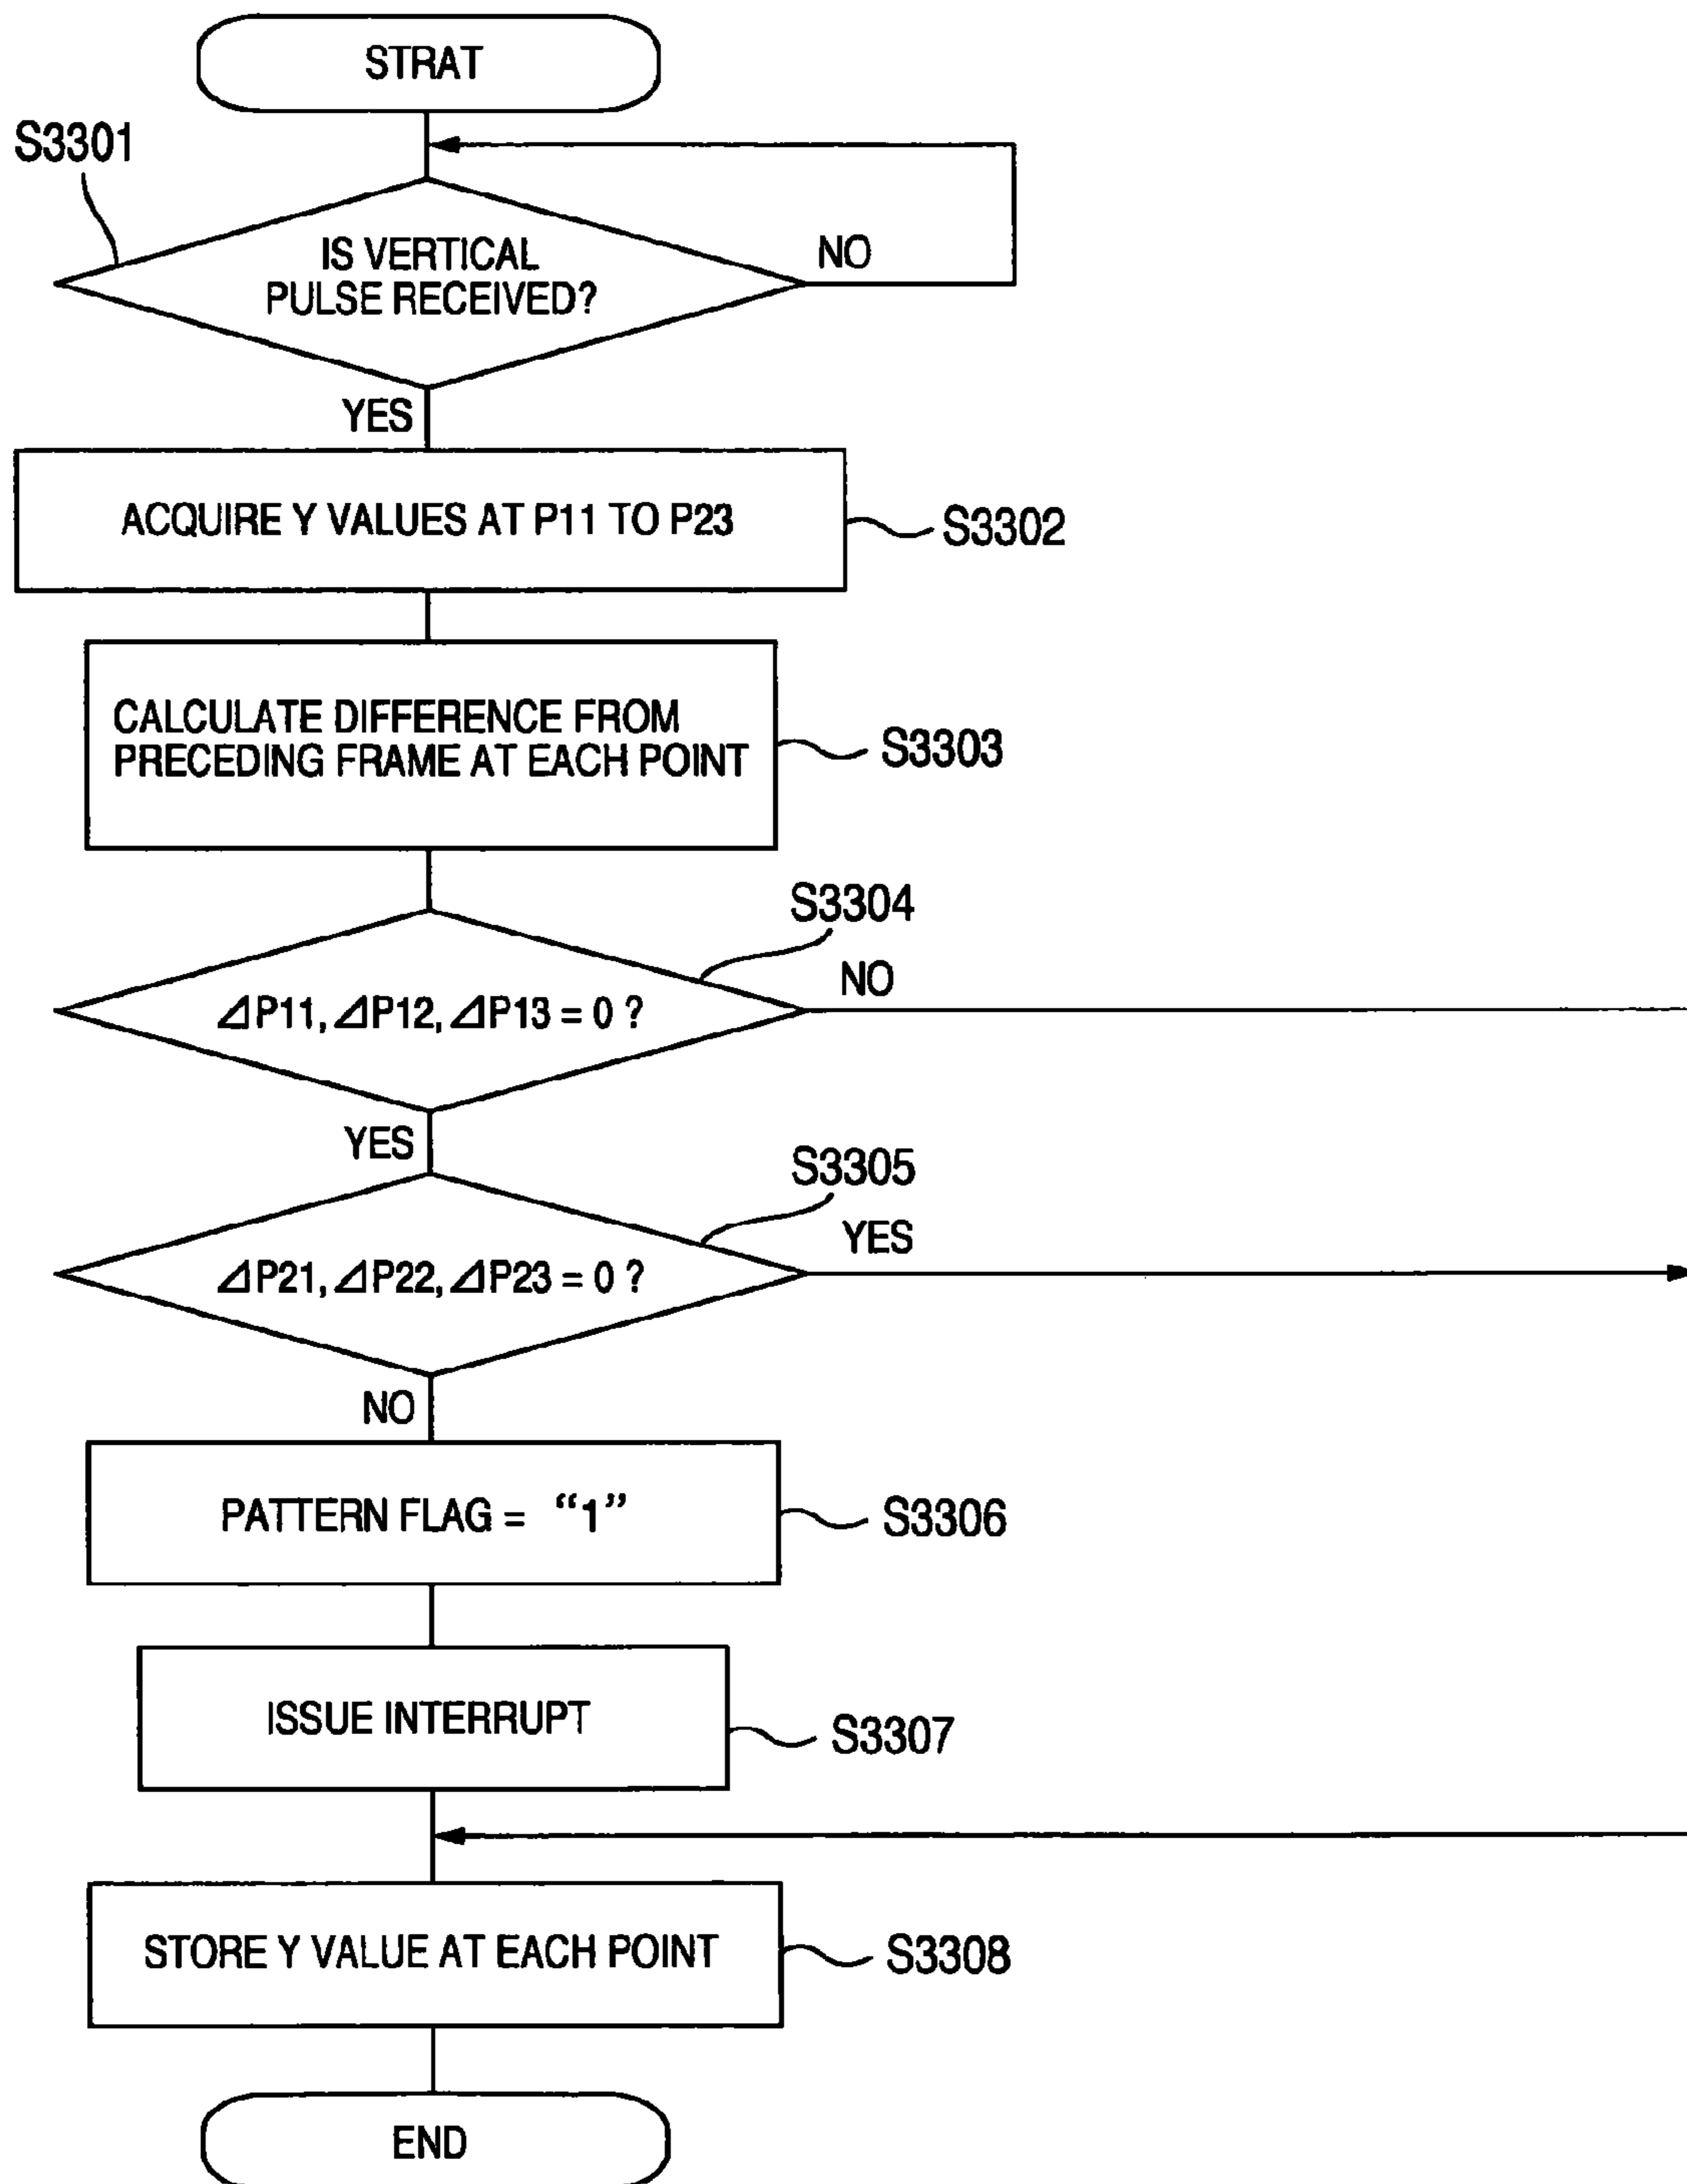 STRAT
S3301
IS VERTICAL
PULSE RECEIVED?
NO
YES
ACQUIRE Y VALUES AT P11 TO P23
S3302
CALCULATE DIFFERENCE FROM
PRECEDING FRAME AT EACH POINT
S3303
S3304
⊿P11, ⊿P12, ⊿P13 = 0 ?
NO
YES
S3305
⊿P21, ⊿P22, ⊿P23 = 0 ?
YES
NO
PATTERN FLAG = “1”
S3306
ISSUE INTERRUPT
S3307
STORE Y VALUE AT EACH POINT
S3308
END